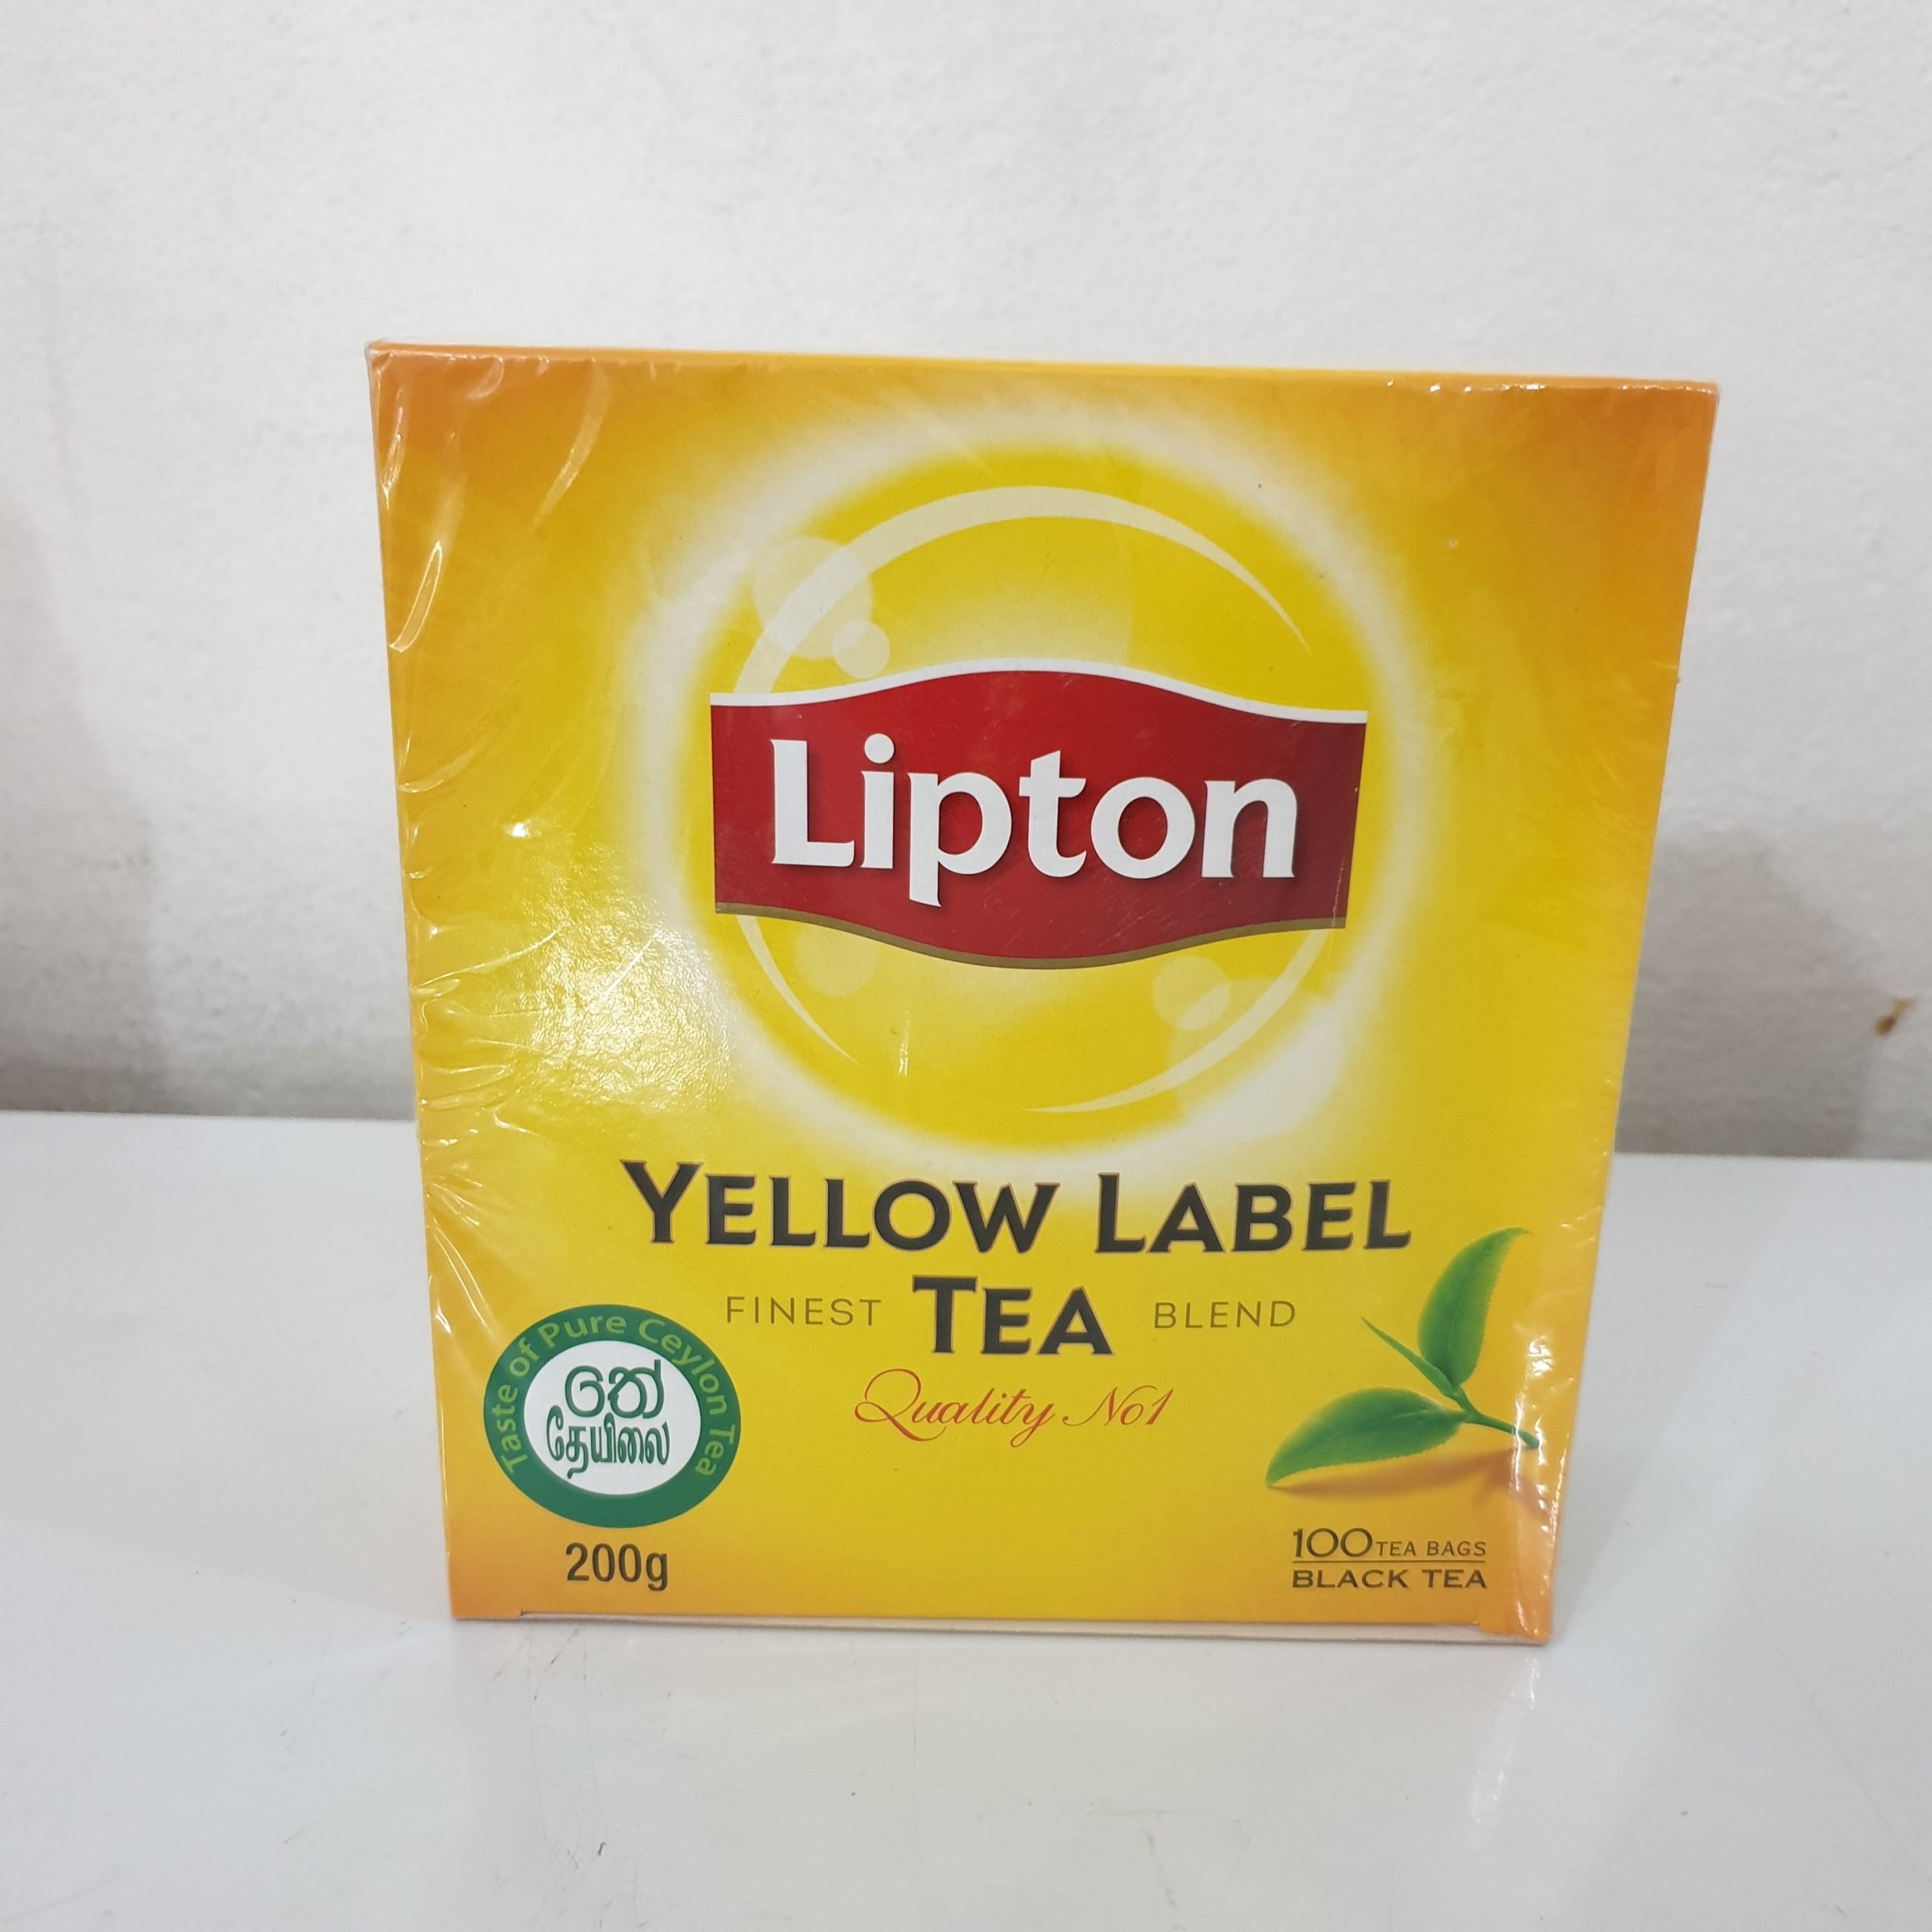 Lipton
YELLOW LABEL
FINEST TEA BLEND
Quality No1
Taste of Pure Ceylon Tea
තේ
தேயிலை
200g
100 TEA BAGS
BLACK TEA